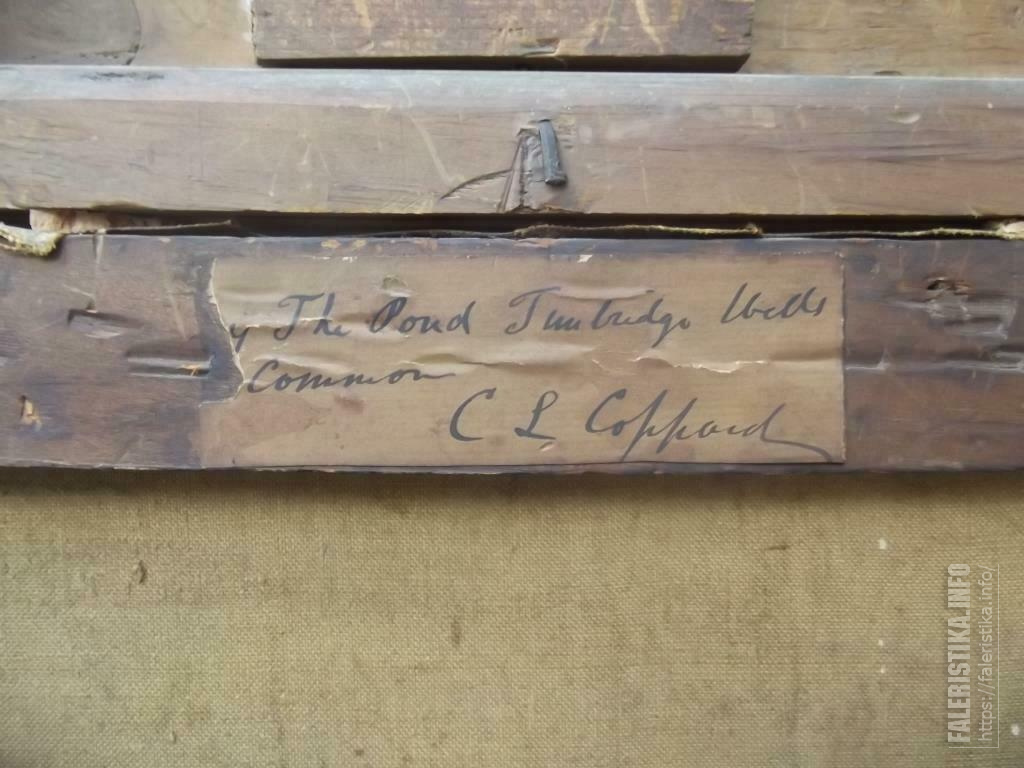 y The Pond Tunbridge Wells
Common
C L Coppard
FALERISTIKA.INFO
https://faleristika.info/